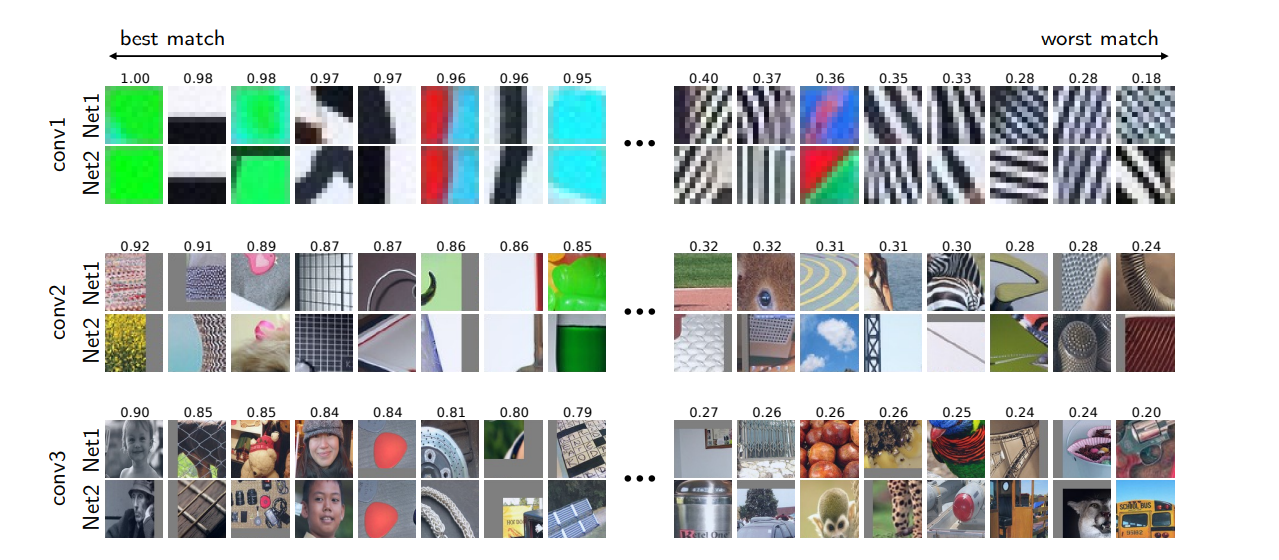 best match worst match
1.00 0.98 0.98 0.97 0.97 0.96 0.96 0.95 0.40 0.37 0.36 0.35 0.33 0.28 0.28 0.18
conv1
Net1
Net2
...
0.92 0.91 0.89 0.87 0.87 0.86 0.86 0.85 0.32 0.32 0.31 0.31 0.30 0.28 0.28 0.24
conv2
Net1
Net2
...
0.90 0.85 0.85 0.84 0.84 0.81 0.80 0.79 0.27 0.26 0.26 0.26 0.25 0.24 0.24 0.20
conv3
Net1
Net2
...
SCHOOL BUS